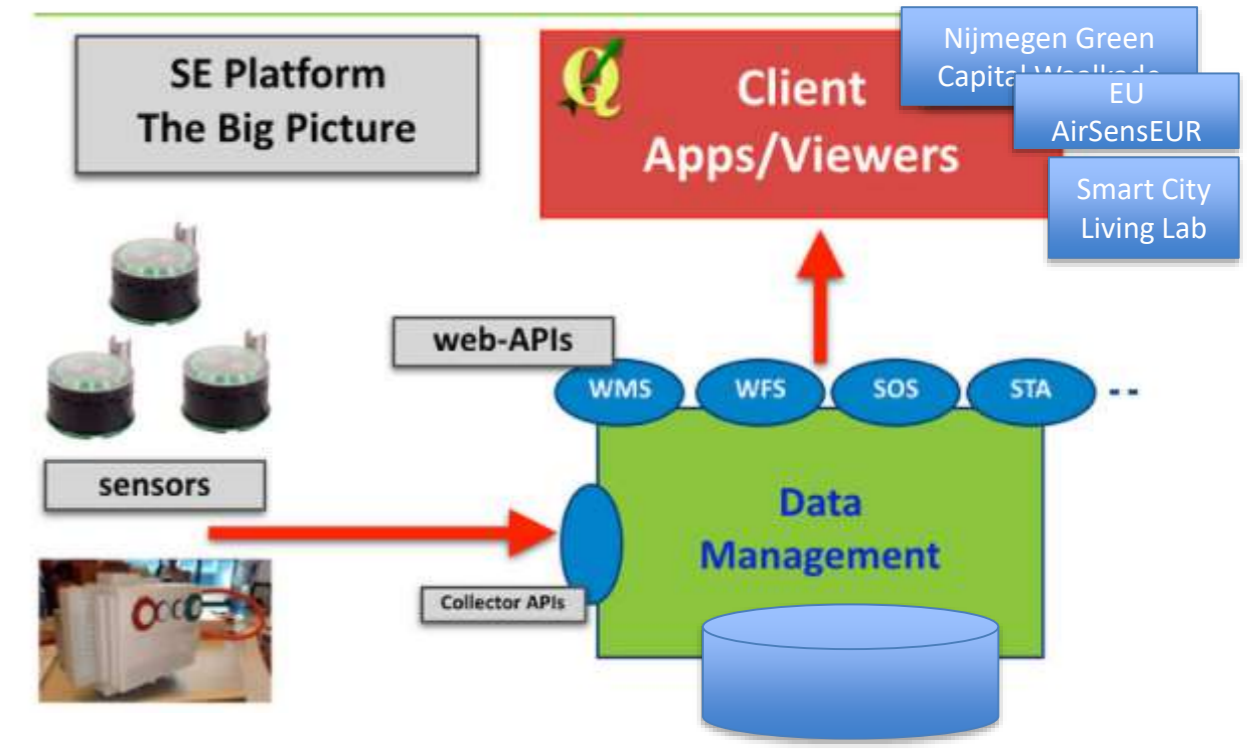 SE Platform
The Big Picture
Client
Apps/Viewers
Nijmegen Green
Capital
EU
AirSensEUR
Smart City
Living Lab
web-APIs
WMS
WFS
SOS
STA
--
sensors
Data
Management
Collector APIs